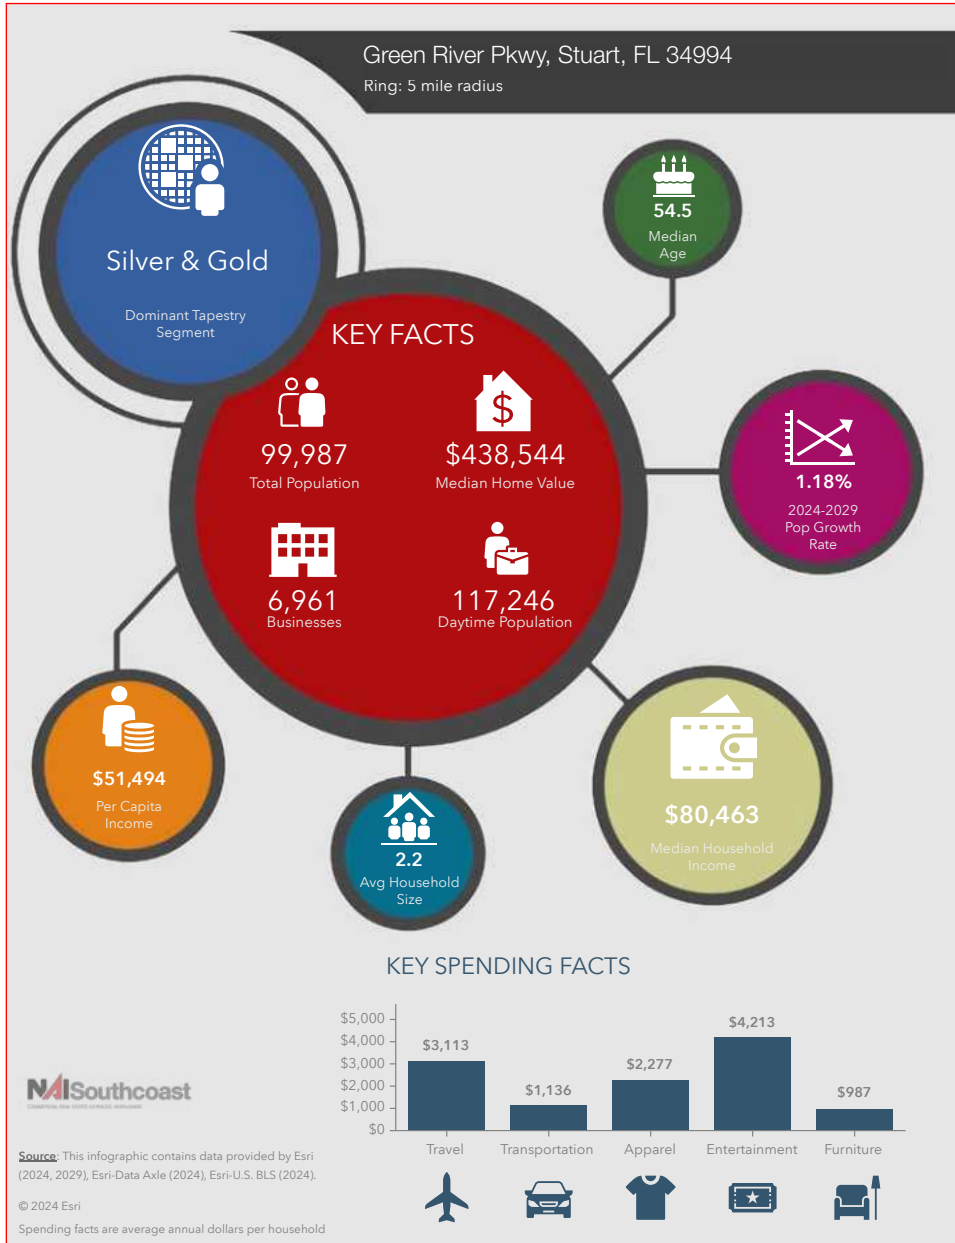 Green River Pkwy, Stuart, FL 34994
Ring: 5 mile radius
Silver & Gold
Dominant Tapestry
Segment
54.5
Median
Age
KEY FACTS
99,987
Total Population
$438,544
Median Home Value
6,961
Businesses
117,246
Daytime Population
1.18%
2024-2029
Pop Growth
Rate
$51,494
Per Capita
Income
2.2
Avg Household
Size
$80,463
Median Household
Income
KEY SPENDING FACTS
$5,000
$4,000
$3,000
$2,000
$1,000
$0
$3,113
$1,136
$2,277
$4,213
$987
Travel
Transportation
Apparel
Entertainment
Furniture
NAISouthcoast
Source: This infographic contains data provided by Esri
(2024, 2029), Esri-Data Axle (2024), Esri-U.S. BLS (2024).
© 2024 Esri
Spending facts are average annual dollars per household